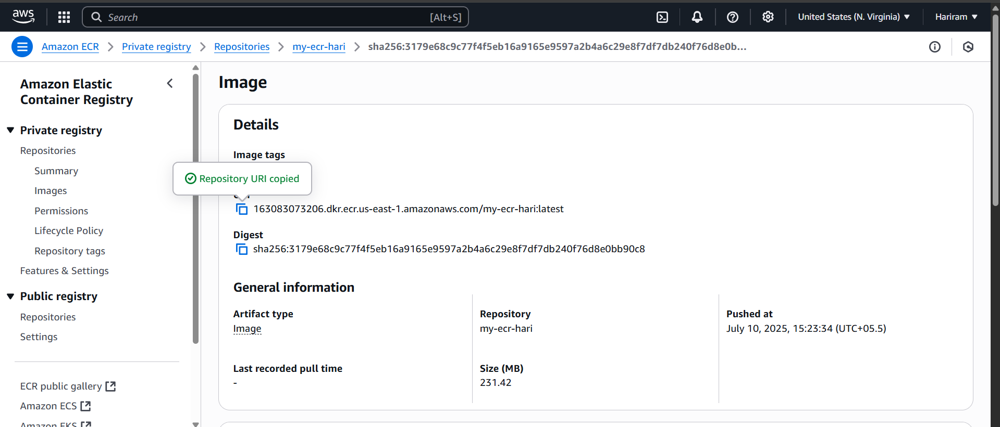 aws
Search
[Alt+S]
United States (N. Virginia)
Hariram
Amazon ECR
Private registry
Repositories
my-ecr-hari
sha256:3179e68c9c77f4f5eb16a9165e9597a2b4a6c29e8f7df7db240f76d8e0b...
Amazon Elastic
Container Registry
Private registry
Repositories
Summary
Images
Permissions
Lifecycle Policy
Repository tags
Features & Settings
Public registry
Repositories
Settings
ECR public gallery
Amazon ECS
Amazon EKS
Image
Details
Image tags
Repository URI copied
163083073206.dkr.ecr.us-east-1.amazonaws.com/my-ecr-hari:latest
Digest
sha256:3179e68c9c77f4f5eb16a9165e9597a2b4a6c29e8f7df7db240f76d8e0bb90c8
General information
Artifact type
Image
Repository
my-ecr-hari
Pushed at
July 10, 2025, 15:23:34 (UTC+05.5)
Last recorded pull time
-
Size (MB)
231.42